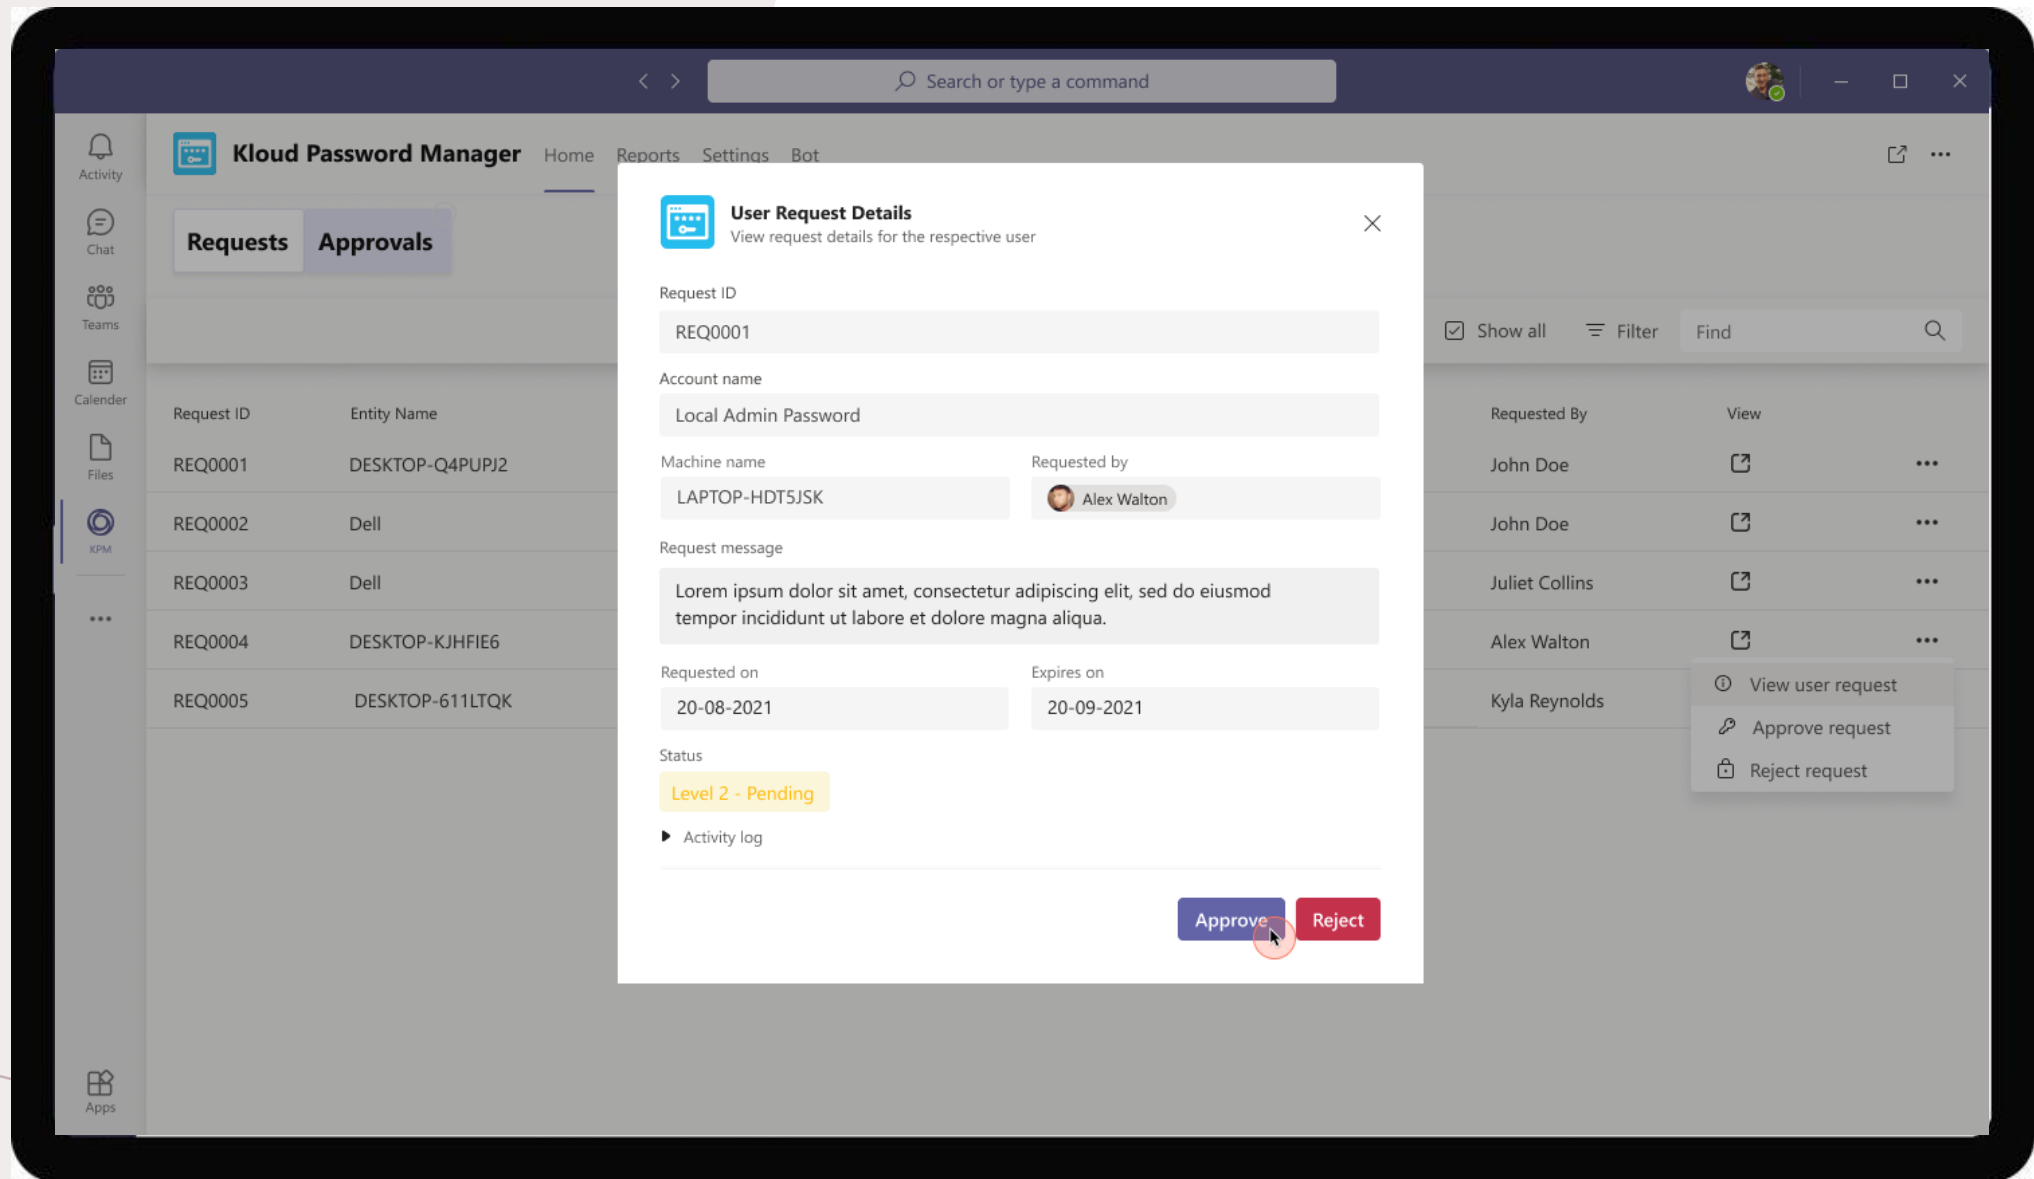 Search or type a command
Activity
Chat
Teams
Calender
Files
KPM
Apps
Kloud Password Manager
Home
Reports
Settings
Bot
Requests
Approvals
Show all
Filter
Find
Request ID
Entity Name
Requested By
View
REQ0001
DESKTOP-Q4PUPJ2
John Doe
REQ0002
Dell
John Doe
REQ0003
Dell
Juliet Collins
REQ0004
DESKTOP-KJHFIE6
Alex Walton
REQ0005
DESKTOP-611LTQK
Kyla Reynolds
View user request
Approve request
Reject request
User Request Details
View request details for the respective user
Request ID
REQ0001
Account name
Local Admin Password
Machine name
LAPTOP-HDT5JSK
Requested by
Alex Walton
Request message
Lorem ipsum dolor sit amet, consectetur adipiscing elit, sed do eiusmod
tempor incididunt ut labore et dolore magna aliqua.
Requested on
20-08-2021
Expires on
20-09-2021
Status
Level 2 - Pending
Activity log
Approve
Reject